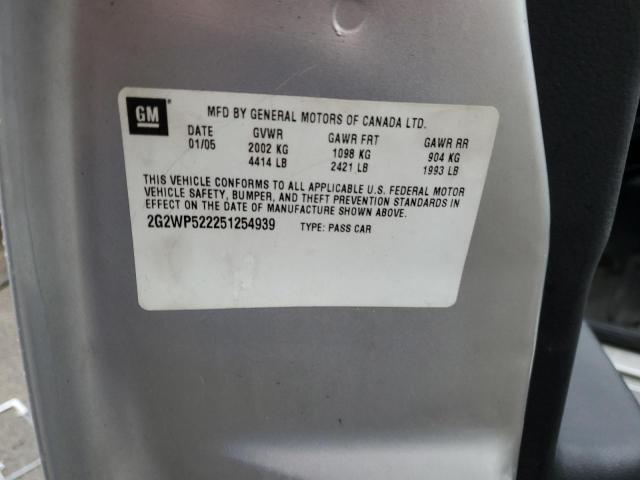 GM
MFD BY GENERAL MOTORS OF CANADA LTD.
DATE GVWR GAWR FRT GAWR RR
01/05 2002 KG 1098 KG 904 KG
4414 LB 2421 LB 1993 LB
THIS VEHICLE CONFORMS TO ALL APPLICABLE U.S. FEDERAL MOTOR
VEHICLE SAFETY, BUMPER, AND THEFT PREVENTION STANDARDS IN
EFFECT ON THE DATE OF MANUFACTURE SHOWN ABOVE.
2G2WP522251254939 TYPE: PASS CAR